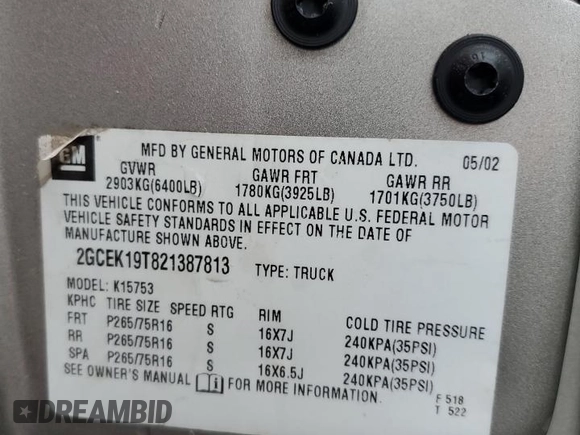 GM
MFD BY GENERAL MOTORS OF CANADA LTD. 05/02
GVWR GAWR FRT GAWR RR
2903KG(6400LB) 1780KG(3925LB) 1701KG(3750LB)
THIS VEHICLE CONFORMS TO ALL APPLICABLE U.S. FEDERAL MOTOR
VEHICLE SAFETY STANDARDS IN EFFECT ON THE DATE OF
MANUFACTURE SHOWN ABOVE.
2GCEK19T821387813 TYPE: TRUCK
MODEL: K15753
KPHC TIRE SIZE SPEED RTG RIM COLD TIRE PRESSURE
FRT P265/75R16 S 16X7J 240KPA(35PSI)
RR P265/75R16 S 16X7J 240KPA(35PSI)
SPA P265/75R16 S 16X6.5J 240KPA(35PSI)
SEE OWNER'S MANUAL FOR MORE INFORMATION.
F 518
T 522
DREAMBID